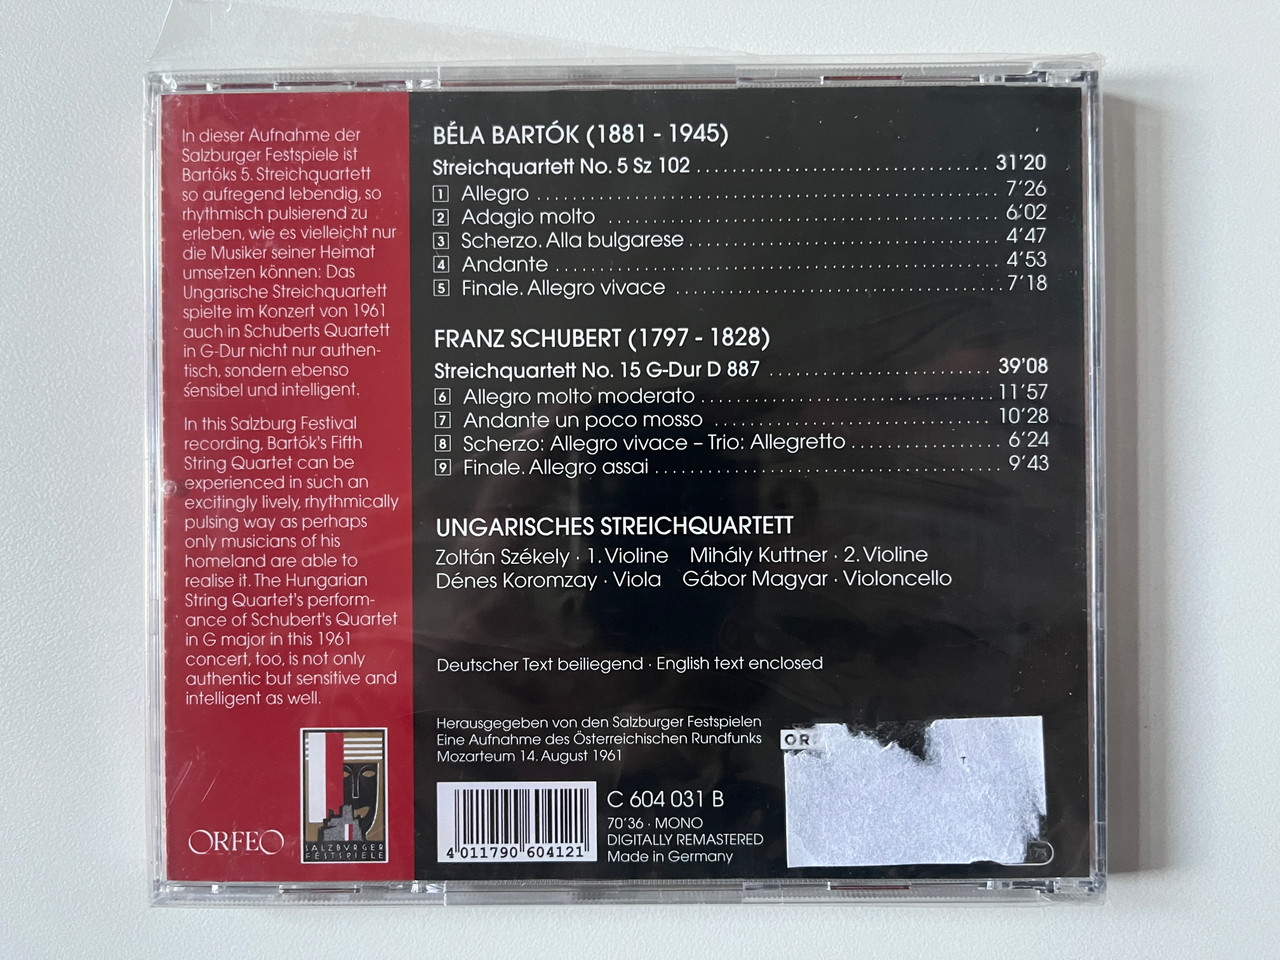 In dieser Aufnahme der
Salzburger Festspiele ist
Bartóks 5. Streichquartett
so aufregend lebendig, so
rhythmisch pulsierend zu
erleben, wie es vielleicht nur
die Musiker seiner Heimat
umsetzen können: Das
Ungarische Streichquartett
spielte im Konzert von 1961
auch in Schuberts Quartett
in G-Dur nicht nur authen-
tisch, sondern ebenso
sensibel und intelligent.
In this Salzburg Festival
recording, Bartók's Fifth
String Quartet can be
experienced in such an
excitingly lively, rhythmically
pulsing way as perhaps
only musicians of his
homeland are able to
realise it. The Hungarian
String Quartet's perform-
ance of Schubert's Quartet
in G major in this 1961
concert, too, is not only
authentic but sensitive and
intelligent as well.
ORFEO
SALZBURGER
FESTSPIELE
BÉLA BARTÓK (1881 - 1945)
Streichquartett No. 5 Sz 102 31'20
1 Allegro 7'26
2 Adagio molto 6'02
3 Scherzo. Alla bulgarese 4'47
4 Andante 4'53
5 Finale. Allegro vivace 7'18
FRANZ SCHUBERT (1797 - 1828)
Streichquartett No. 15 G-Dur D 887 39'08
6 Allegro molto moderato 11'57
7 Andante un poco mosso 10'28
8 Scherzo: Allegro vivace – Trio: Allegretto 6'24
9 Finale. Allegro assai 9'43
UNGARISCHES STREICHQUARTETT
Zoltán Székely · 1. Violine Mihály Kuttner · 2. Violine
Dénes Koromzay · Viola Gábor Magyar · Violoncello
Deutscher Text beiliegend · English text enclosed
Herausgegeben von den Salzburger Festspielen
Eine Aufnahme des Österreichischen Rundfunks
Mozarteum 14. August 1961
4 011790 604121
C 604 031 B
70'36 · MONO
DIGITALLY REMASTERED
Made in Germany
OR